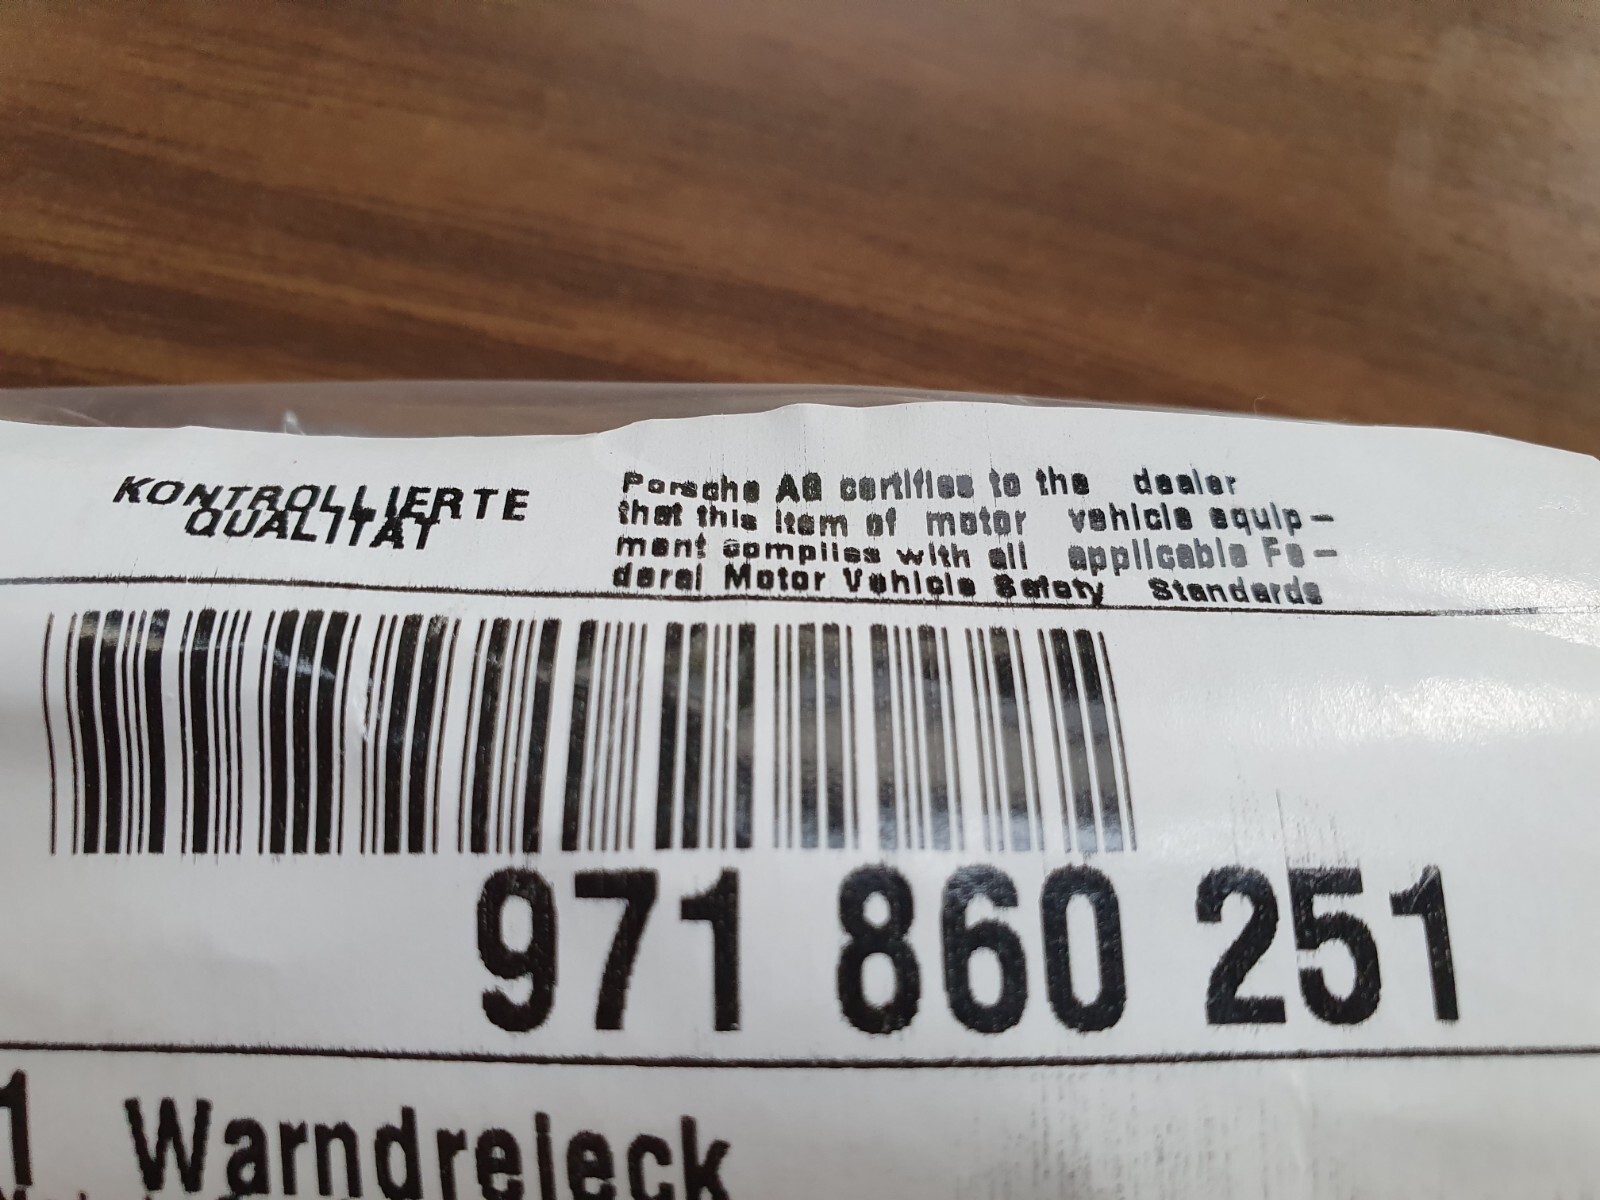 KONTROLLIERTE
QUALITÄT
Porsche AG certifies to the dealer
that this item of motor vehicle equip-
ment complies with all applicable Fe-
deral Motor Vehicle Safety Standards
971 860 251
1 Warndreieck